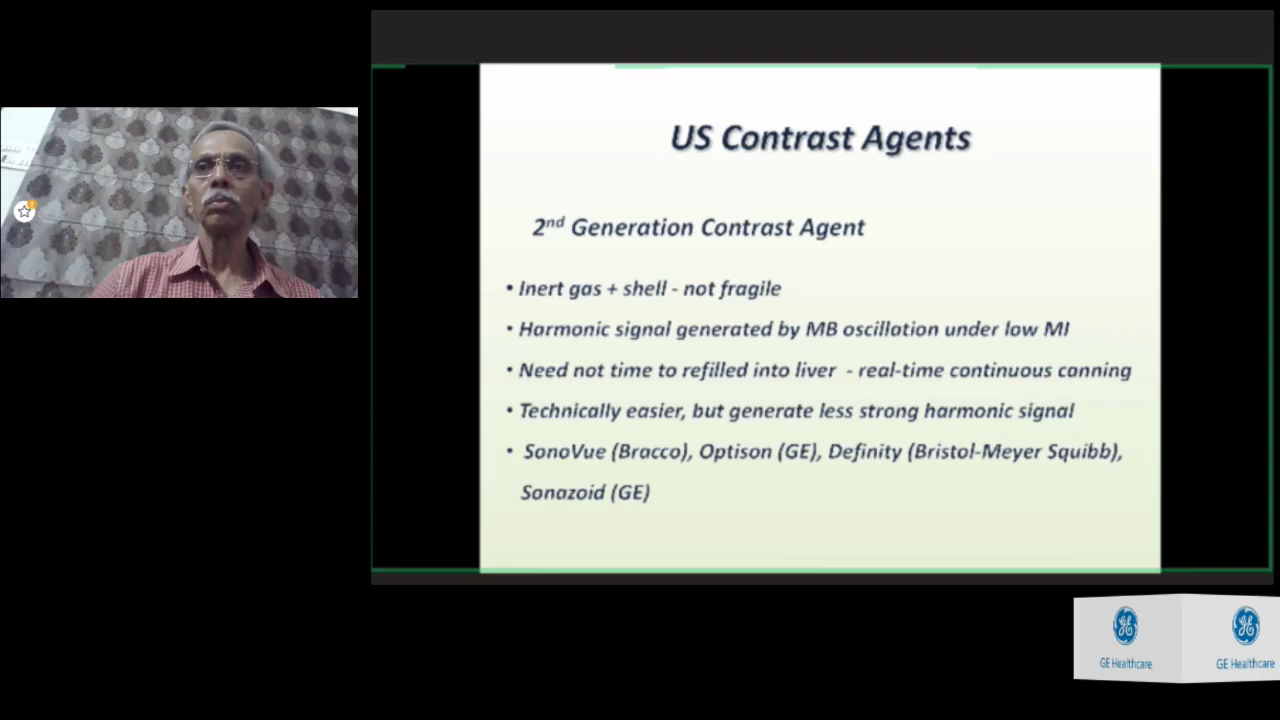 US Contrast Agents
2nd Generation Contrast Agent
• Inert gas + shell - not fragile
• Harmonic signal generated by MB oscillation under low MI
• Need not time to refilled into liver - real-time continuous canning
• Technically easier, but generate less strong harmonic signal
• SonoVue (Bracco), Optison (GE), Definity (Bristol-Meyer Squibb),
Sonazoid (GE)
GE Healthcare
GE Healthcare